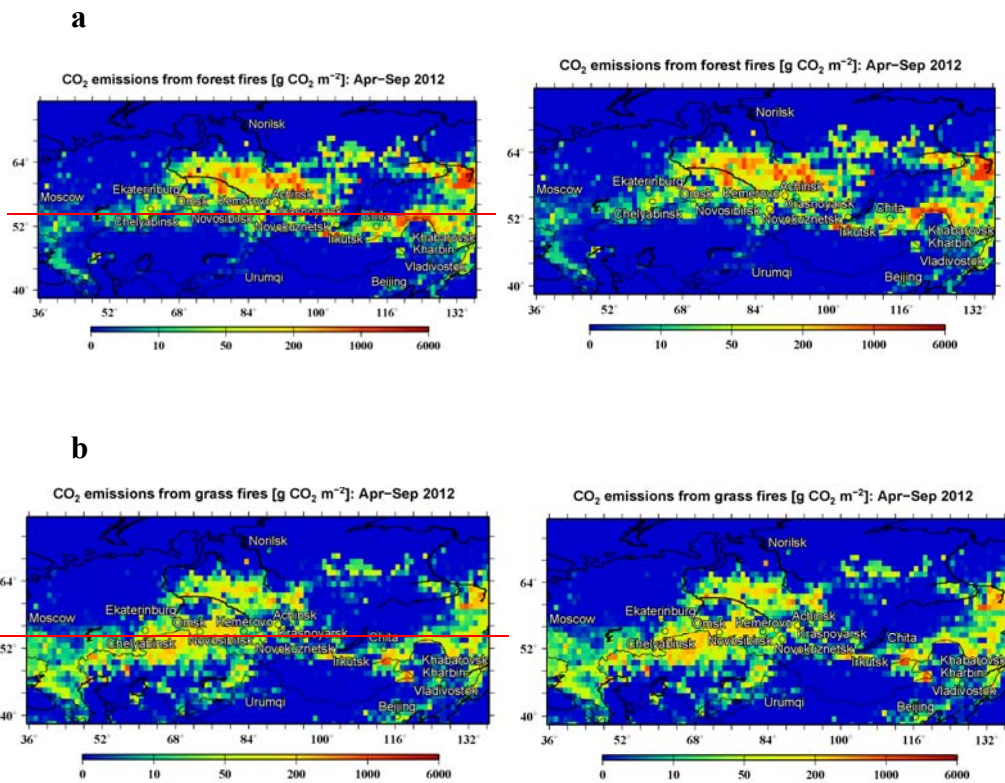 a
CO₂ emissions from forest fires [g CO₂ m⁻²]: Apr–Sep 2012
Norilsk
64°
Moscow
Ekaterinburg
Achinsk
Omsk Kemerovo
Krasnoyarsk
Chita
Chelyabinsk
Novosibirsk
52°
Novokuznetsk
Irkutsk
Khabarovsk
Kharbin
Vladivostok
Urumqi
Beijing
40°
36° 52° 68° 84° 100° 116° 132°
0 10 50 200 1000 6000
CO₂ emissions from forest fires [g CO₂ m⁻²]: Apr–Sep 2012
Norilsk
64°
Moscow
Ekaterinburg
Achinsk
Omsk Kemerovo
Krasnoyarsk
Chita
Chelyabinsk
Novosibirsk
52°
Novokuznetsk
Irkutsk
Khabarovsk
Kharbin
Vladivostok
Urumqi
Beijing
40°
36° 52° 68° 84° 100° 116° 132°
0 10 50 200 1000 6000
b
CO₂ emissions from grass fires [g CO₂ m⁻²]: Apr–Sep 2012
Norilsk
64°
Moscow
Ekaterinburg
Achinsk
Omsk Kemerovo
Krasnoyarsk
Chita
Chelyabinsk
Novosibirsk
52°
Novokuznetsk
Irkutsk
Khabarovsk
Kharbin
Vladivostok
Urumqi
Beijing
40°
36° 52° 68° 84° 100° 116° 132°
0 10 50 200 1000 6000
CO₂ emissions from grass fires [g CO₂ m⁻²]: Apr–Sep 2012
Norilsk
64°
Moscow
Ekaterinburg
Achinsk
Omsk Kemerovo
Krasnoyarsk
Chita
Chelyabinsk
Novosibirsk
52°
Novokuznetsk
Irkutsk
Khabarovsk
Kharbin
Vladivostok
Urumqi
Beijing
40°
36° 52° 68° 84° 100° 116° 132°
0 10 50 200 1000 6000